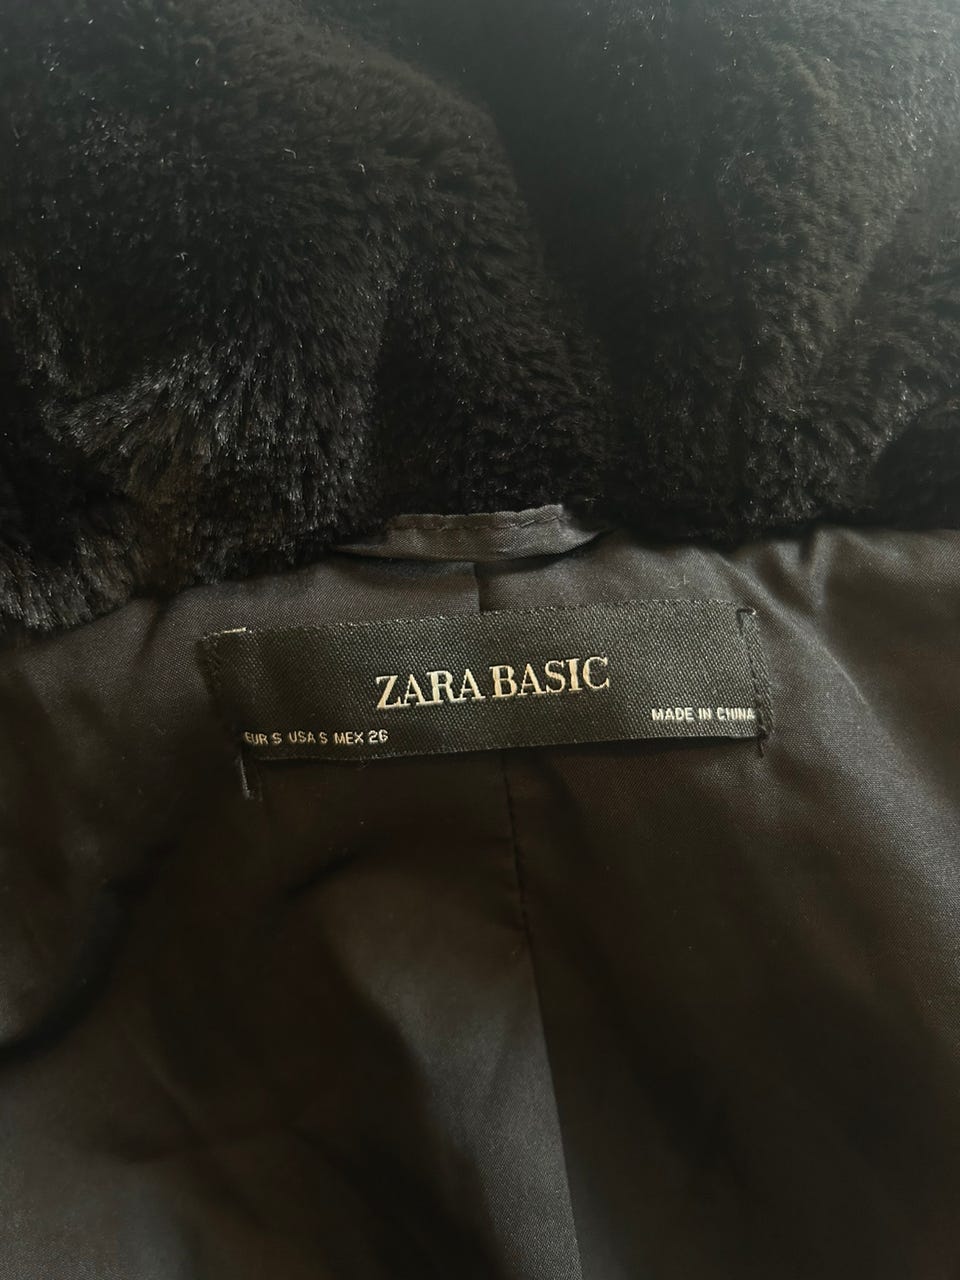 ZARA BASIC
MADE IN CHINA
EUR S USA S MEX 26